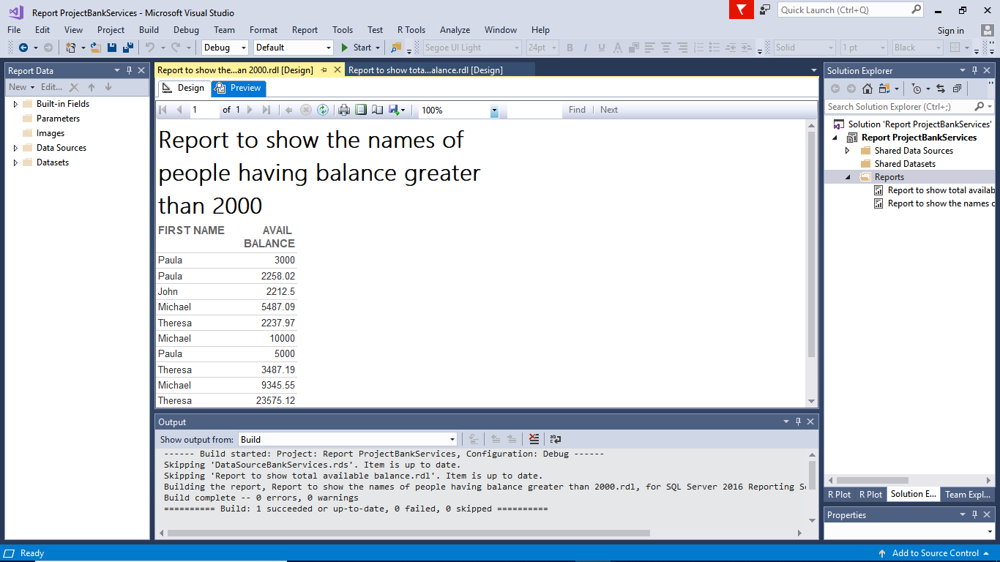 Report ProjectBankServices - Microsoft Visual Studio
Quick Launch (Ctrl+Q)
File Edit View Project Build Debug Team Format Report Tools Test R Tools Analyze Window Help
Sign in
Debug Default Start Segoe UI Light 24pt B I U A Solid 1 pt Black
Report Data
New Edit...
Built-in Fields
Parameters
Images
Data Sources
Datasets
Report to show the...an 2000.rdl [Design] Report to show tota...alance.rdl [Design]
Design Preview
1 of 1 100% Find | Next
Report to show the names of
people having balance greater
than 2000
FIRST NAME AVAIL
BALANCE
Paula 3000
Paula 2258.02
John 2212.5
Michael 5487.09
Theresa 2237.97
Michael 10000
Paula 5000
Theresa 3487.19
Michael 9345.55
Theresa 23575.12
Output
Show output from: Build
------ Build started: Project: Report ProjectBankServices, Configuration: Debug ------
Skipping 'DataSourceBankServices.rds'. Item is up to date.
Skipping 'Report to show total available balance.rdl'. Item is up to date.
Building the report, Report to show the names of people having balance greater than 2000.rdl, for SQL Server 2016 Reporting Se
Build complete -- 0 errors, 0 warnings
========== Build: 1 succeeded or up-to-date, 0 failed, 0 skipped ==========
Solution Explorer
Search Solution Explorer (Ctrl+;)
Solution 'Report ProjectBankServices'
Report ProjectBankServices
Shared Data Sources
Shared Datasets
Reports
Report to show total availab
Report to show the names o
R Plot R Plot Solution E... Team Expl...
Properties
Ready
Add to Source Control